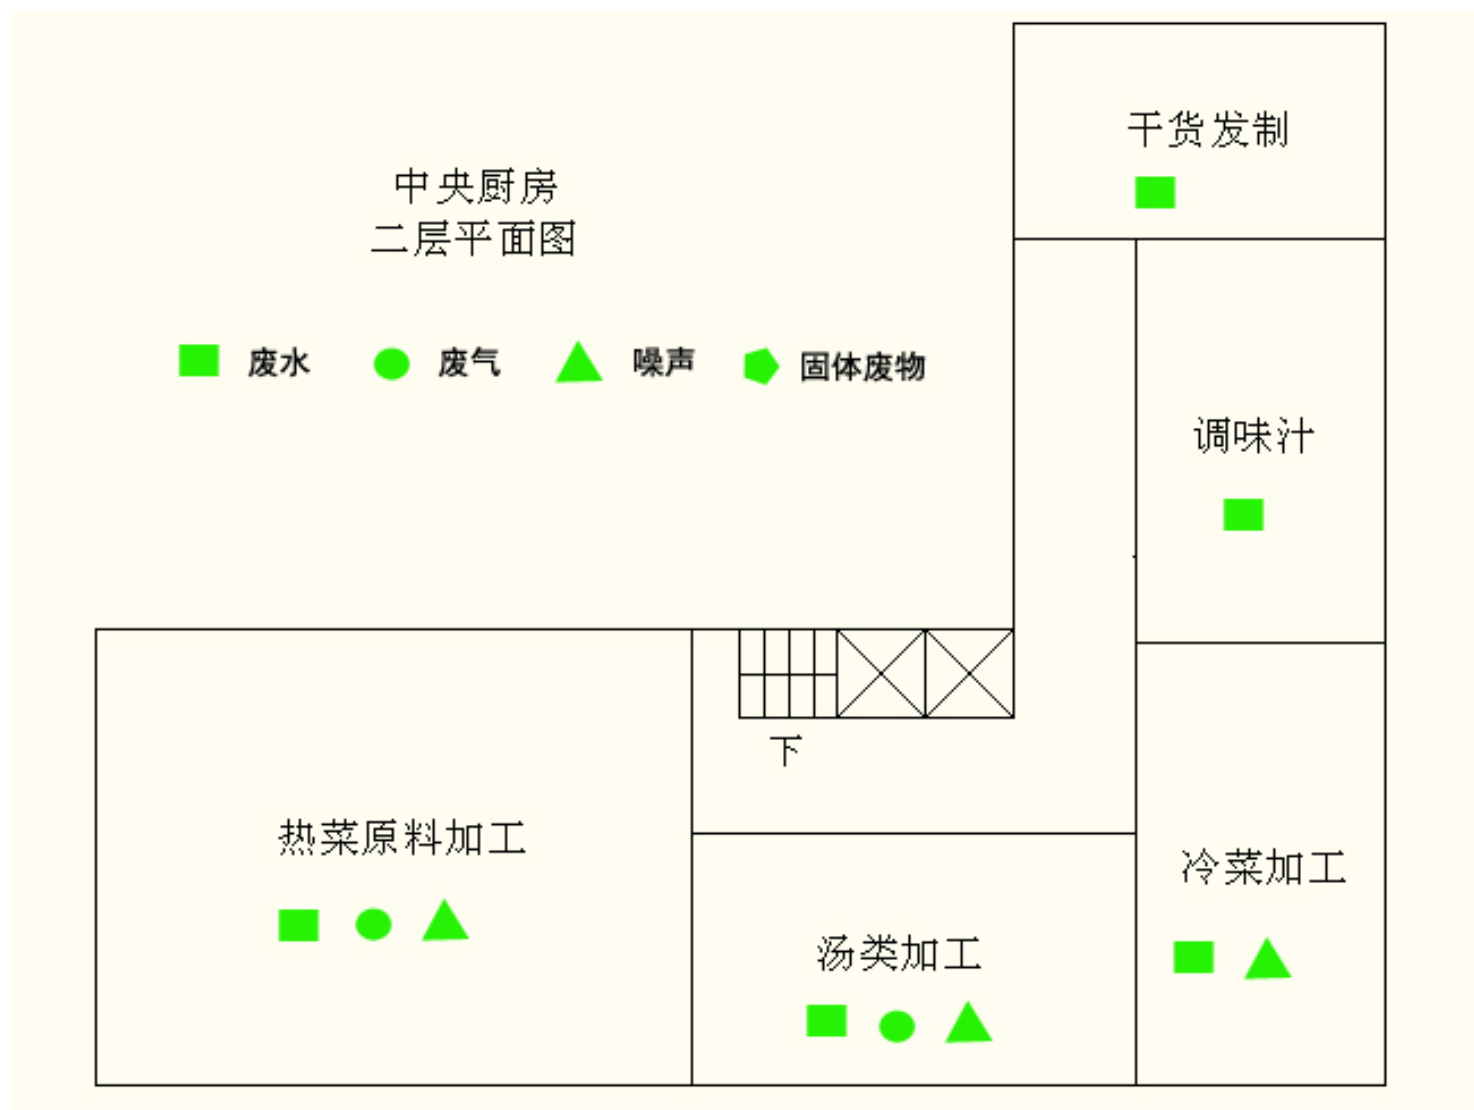 干货发制
中央厨房
二层平面图
废水 废气 噪声 固体废物
调味汁
下
热菜原料加工
冷菜加工
汤类加工